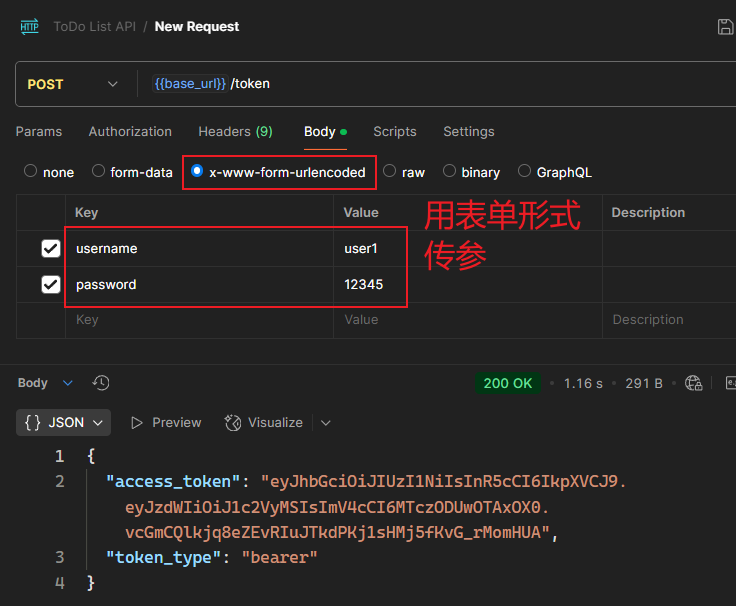 HTTP ToDo List API / New Request
POST {{base_url}} /token
Params Authorization Headers (9) Body Scripts Settings
none form-data x-www-form-urlencoded raw binary GraphQL
Key Value Description
username user1
password 12345
Key Value Description
用表单形式
传参
Body 200 OK 1.16 s 291 B
{} JSON Preview Visualize
1 {
2 "access_token": "eyJhbGciOiJIUzI1NiIsInR5cCI6IkpXVCJ9.
eyJzdWIiOiJ1c2VyMSIsImV4cCI6MTczODUwOTAxOX0.
vcGmCQlkjq8eZEvRIuJTkdPKj1sHMj5fKvG_rMomHUA",
3 "token_type": "bearer"
4 }